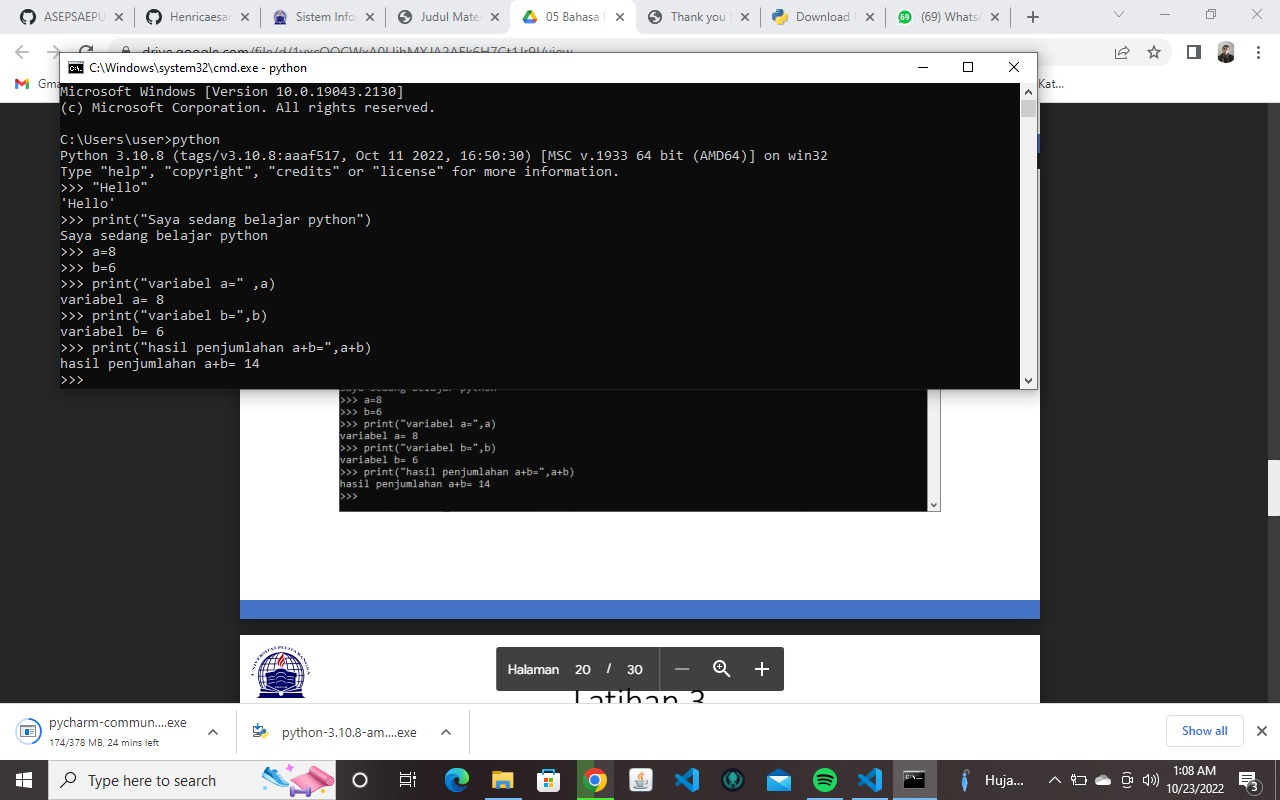 ASEPSAEPU
Henricaesar
Sistem Info
Judul Mater
05 Bahasa P
Thank you f
Download
(69) Whats
drive.google.com/file/d/
Gma
Kat...
C:\Windows\system32\cmd.exe - python
Microsoft Windows [Version 10.0.19043.2130]
(c) Microsoft Corporation. All rights reserved.
C:\Users\user>python
Python 3.10.8 (tags/v3.10.8:aaaf517, Oct 11 2022, 16:50:30) [MSC v.1933 64 bit (AMD64)] on win32
Type "help", "copyright", "credits" or "license" for more information.
>>> "Hello"
'Hello'
>>> print("Saya sedang belajar python")
Saya sedang belajar python
>>> a=8
>>> b=6
>>> print("variabel a=" ,a)
variabel a= 8
>>> print("variabel b=",b)
variabel b= 6
>>> print("hasil penjumlahan a+b=",a+b)
hasil penjumlahan a+b= 14
>>>
Saya sedang belajar python
>>> a=8
>>> b=6
>>> print("variabel a=",a)
variabel a= 8
>>> print("variabel b=",b)
variabel b= 6
>>> print("hasil penjumlahan a+b=",a+b)
hasil penjumlahan a+b= 14
>>>
Halaman 20 / 30
Latihan 3
pycharm-commun....exe
174/378 MB, 24 mins left
python-3.10.8-am....exe
Show all
Type here to search
Huja...
1:08 AM
10/23/2022
3